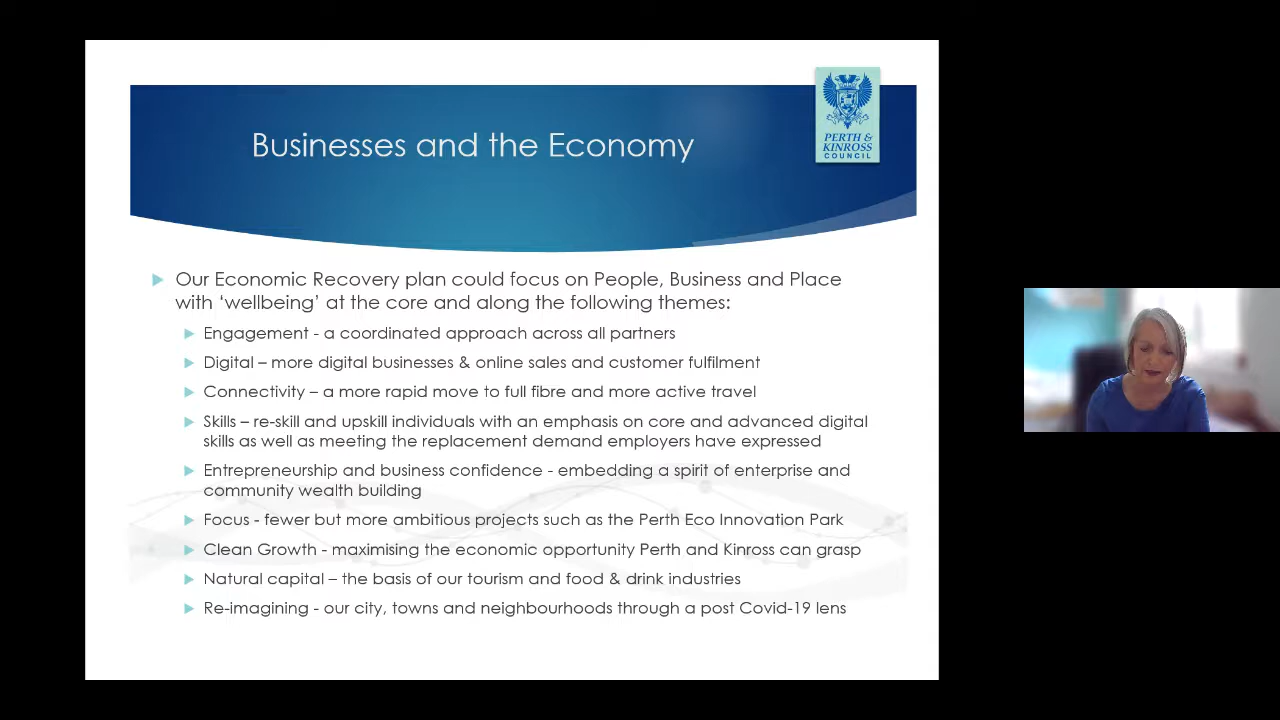 Businesses and the Economy
PERTH &
KINROSS
COUNCIL
Our Economic Recovery plan could focus on People, Business and Place
with ‘wellbeing’ at the core and along the following themes:
Engagement - a coordinated approach across all partners
Digital – more digital businesses & online sales and customer fulfilment
Connectivity – a more rapid move to full fibre and more active travel
Skills – re-skill and upskill individuals with an emphasis on core and advanced digital
skills as well as meeting the replacement demand employers have expressed
Entrepreneurship and business confidence - embedding a spirit of enterprise and
community wealth building
Focus - fewer but more ambitious projects such as the Perth Eco Innovation Park
Clean Growth - maximising the economic opportunity Perth and Kinross can grasp
Natural capital – the basis of our tourism and food & drink industries
Re-imagining - our city, towns and neighbourhoods through a post Covid-19 lens